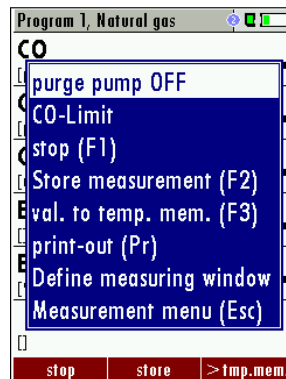 Program 1, Natural gas 2
CO
purge pump OFF
CO-Limit
stop (F1)
Store measurement (F2)
val. to temp. mem. (F3)
print-out (Pr)
Define measuring window
Measurement menu (Esc)
[]
stop store >tmp.mem.